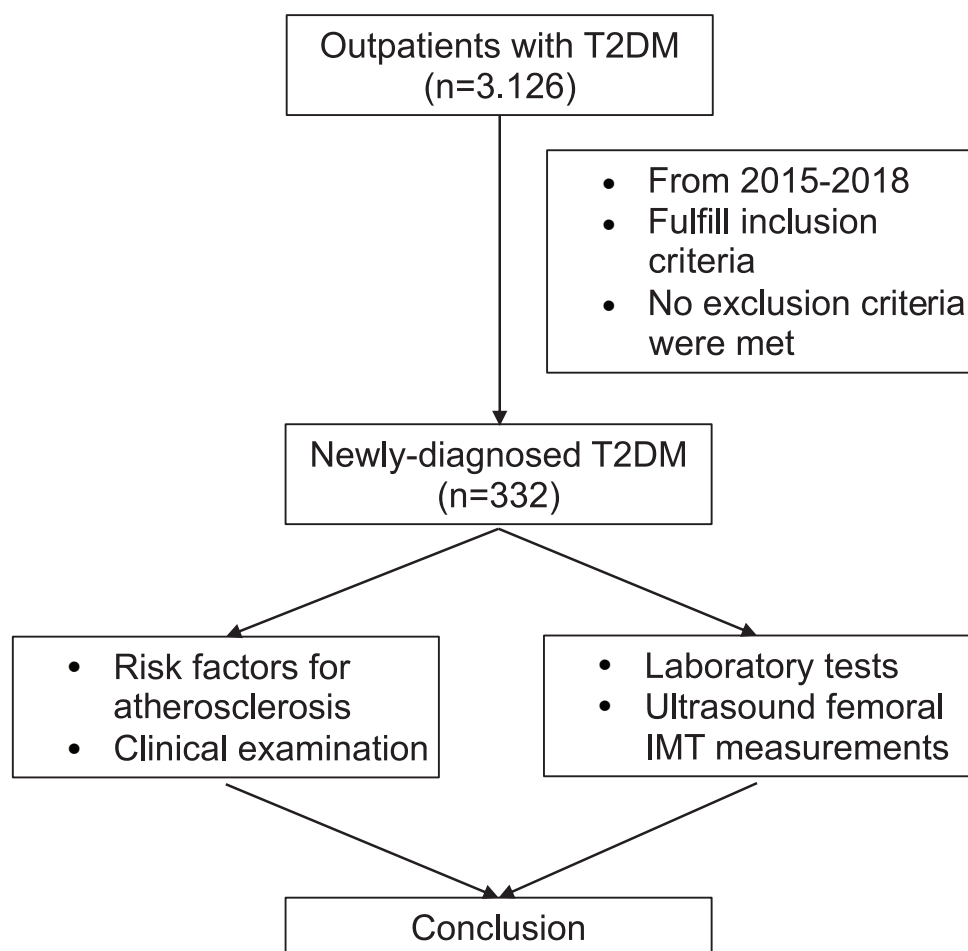 Outpatients with T2DM
(n=3.126)
• From 2015-2018
• Fulfill inclusion
criteria
• No exclusion criteria
were met
Newly-diagnosed T2DM
(n=332)
• Risk factors for
atherosclerosis
• Clinical examination
• Laboratory tests
• Ultrasound femoral
IMT measurements
Conclusion